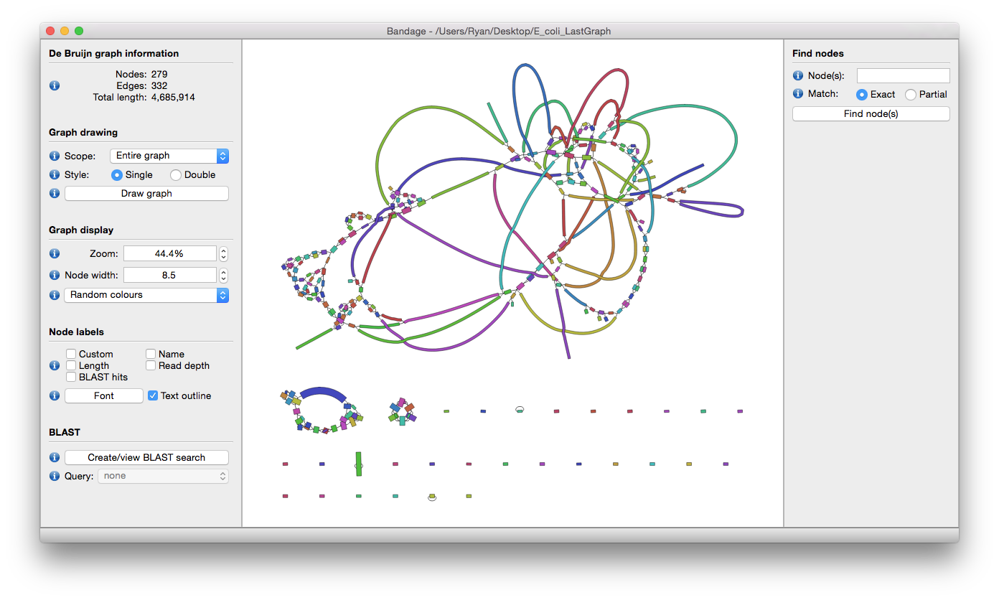 Bandage - /Users/Ryan/Desktop/E_coli_LastGraph
De Bruijn graph information
Nodes: 279
Edges: 332
Total length: 4,685,914
Graph drawing
Scope: Entire graph
Style: Single Double
Draw graph
Graph display
Zoom: 44.4%
Node width: 8.5
Random colours
Node labels
Custom Name
Length Read depth
BLAST hits
Font Text outline
BLAST
Create/view BLAST search
Query: none
Find nodes
Node(s):
Match: Exact Partial
Find node(s)